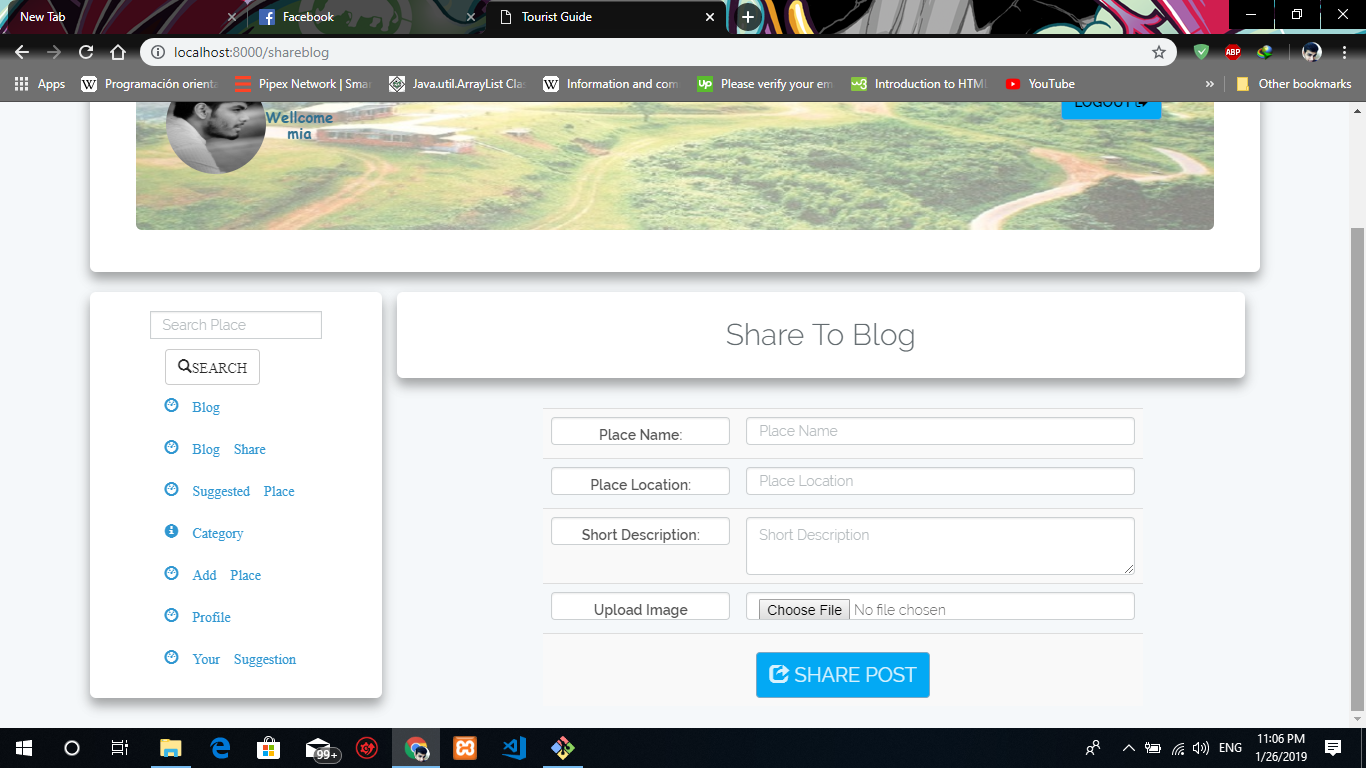 New Tab
Facebook
Tourist Guide
localhost:8000/shareblog
Apps
Programación orienta
Pipex Network | Smar
Java.util.ArrayList Cla
Information and com
Please verify your em
Introduction to HTML
YouTube
»
Other bookmarks
Wellcome
mia
LOGOUT
Search Place
SEARCH
Blog
Blog Share
Suggested Place
Category
Add Place
Profile
Your Suggestion
Share To Blog
Place Name:
Place Name
Place Location:
Place Location
Short Description:
Short Description
Upload Image
Choose File No file chosen
SHARE POST
99+
ENG
11:06 PM
1/26/2019